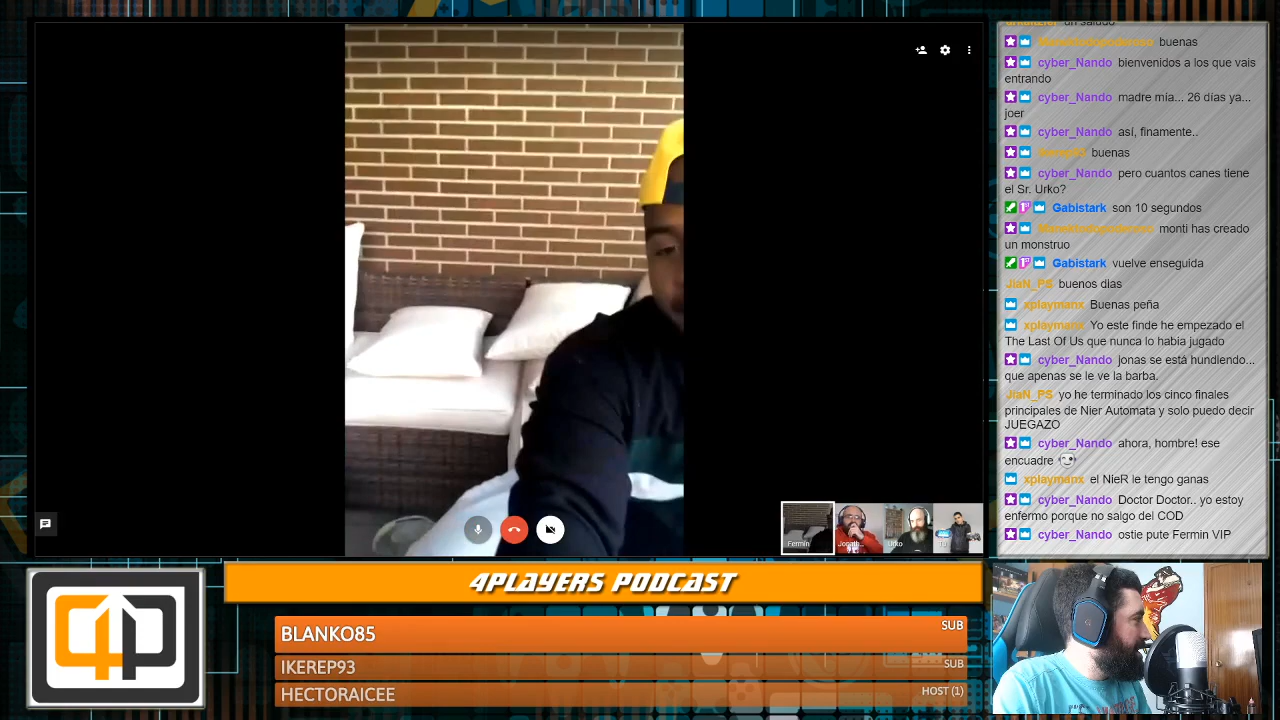 un saludo
buenas
cyber_Nando bienvenidos a los que vais
entrando
cyber_Nando madre mía... 26 días ya...
joer
cyber_Nando así, finamente..
buenas
cyber_Nando pero cuantos canes tiene
el Sr. Urko?
Gabistark son 10 segundos
monti has creado
un monstruo
Gabistark vuelve enseguida
JiaN_PS buenos dias
xplaymanx Buenas peña
xplaymanx Yo este finde he empezado el
The Last Of Us que nunca lo había jugado
cyber_Nando jonas se está hundiendo...
que apenas se le ve la barba.
JiaN_PS yo he terminado los cinco finales
principales de Nier Automata y solo puedo decir
JUEGAZO
cyber_Nando ahora, hombre! ese
encuadre
xplaymanx el NieR le tengo ganas
cyber_Nando Doctor Doctor.. yo estoy
enfermo porque no salgo del COD
cyber_Nando ostie pute Fermin VIP
Fermín
Urko
4PLAYERS PODCAST
4P
BLANKO85 SUB
IKEREP93 SUB
HECTORAICEE HOST (1)